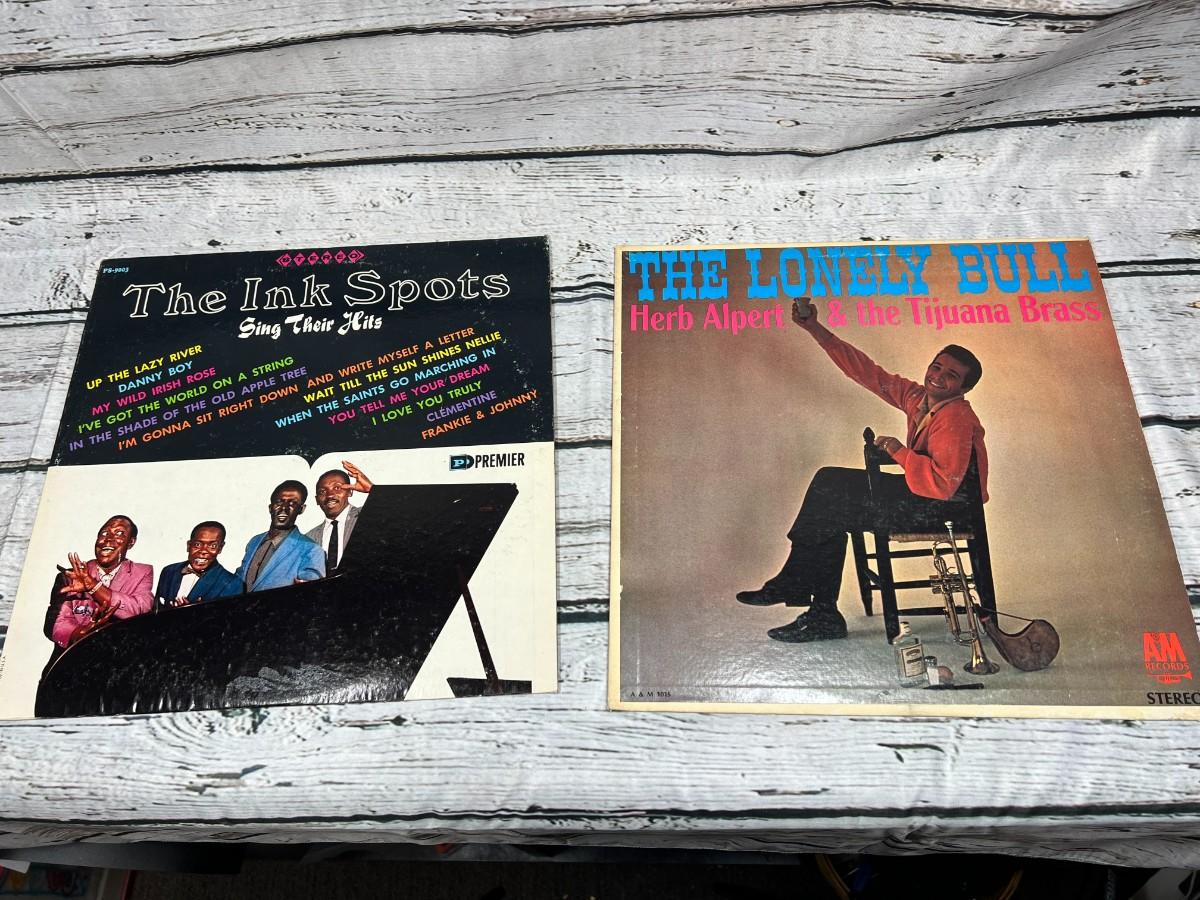 STEREO
PS-9003
The Ink Spots
Sing Their Hits
UP THE LAZY RIVER
DANNY BOY
MY WILD IRISH ROSE
I'VE GOT THE WORLD ON A STRING
IN THE SHADE OF THE OLD APPLE TREE
I'M GONNA SIT RIGHT DOWN AND WRITE MYSELF A LETTER
WAIT TILL THE SUN SHINES NELLIE
WHEN THE SAINTS GO MARCHING IN
YOU TELL ME YOUR DREAM
I LOVE YOU TRULY
CLEMENTINE
FRANKIE & JOHNNY
P PREMIER
THE LONELY BULL
Herb Alpert & the Tijuana Brass
A&M
RECORDS
A & M 101S
STEREO